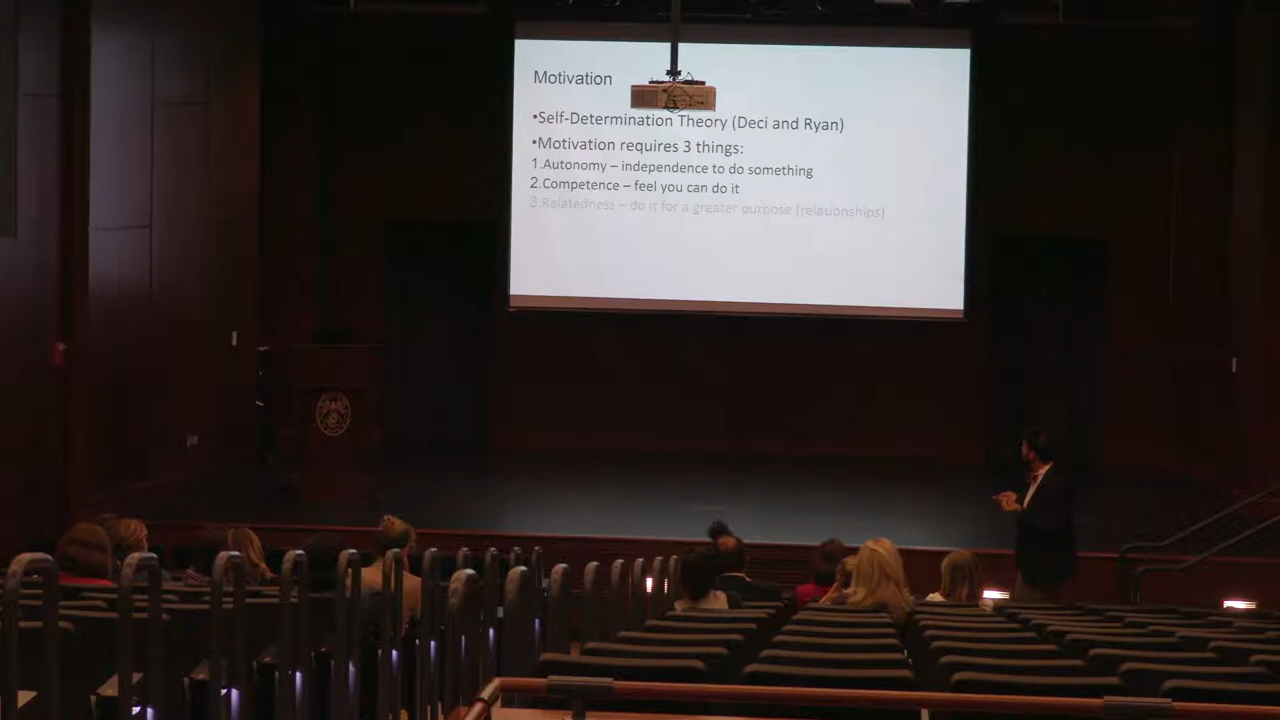 Motivation
•Self-Determination Theory (Deci and Ryan)
•Motivation requires 3 things:
1.Autonomy – independence to do something
2.Competence – feel you can do it
3.Relatedness – do it for a greater purpose (relationships)